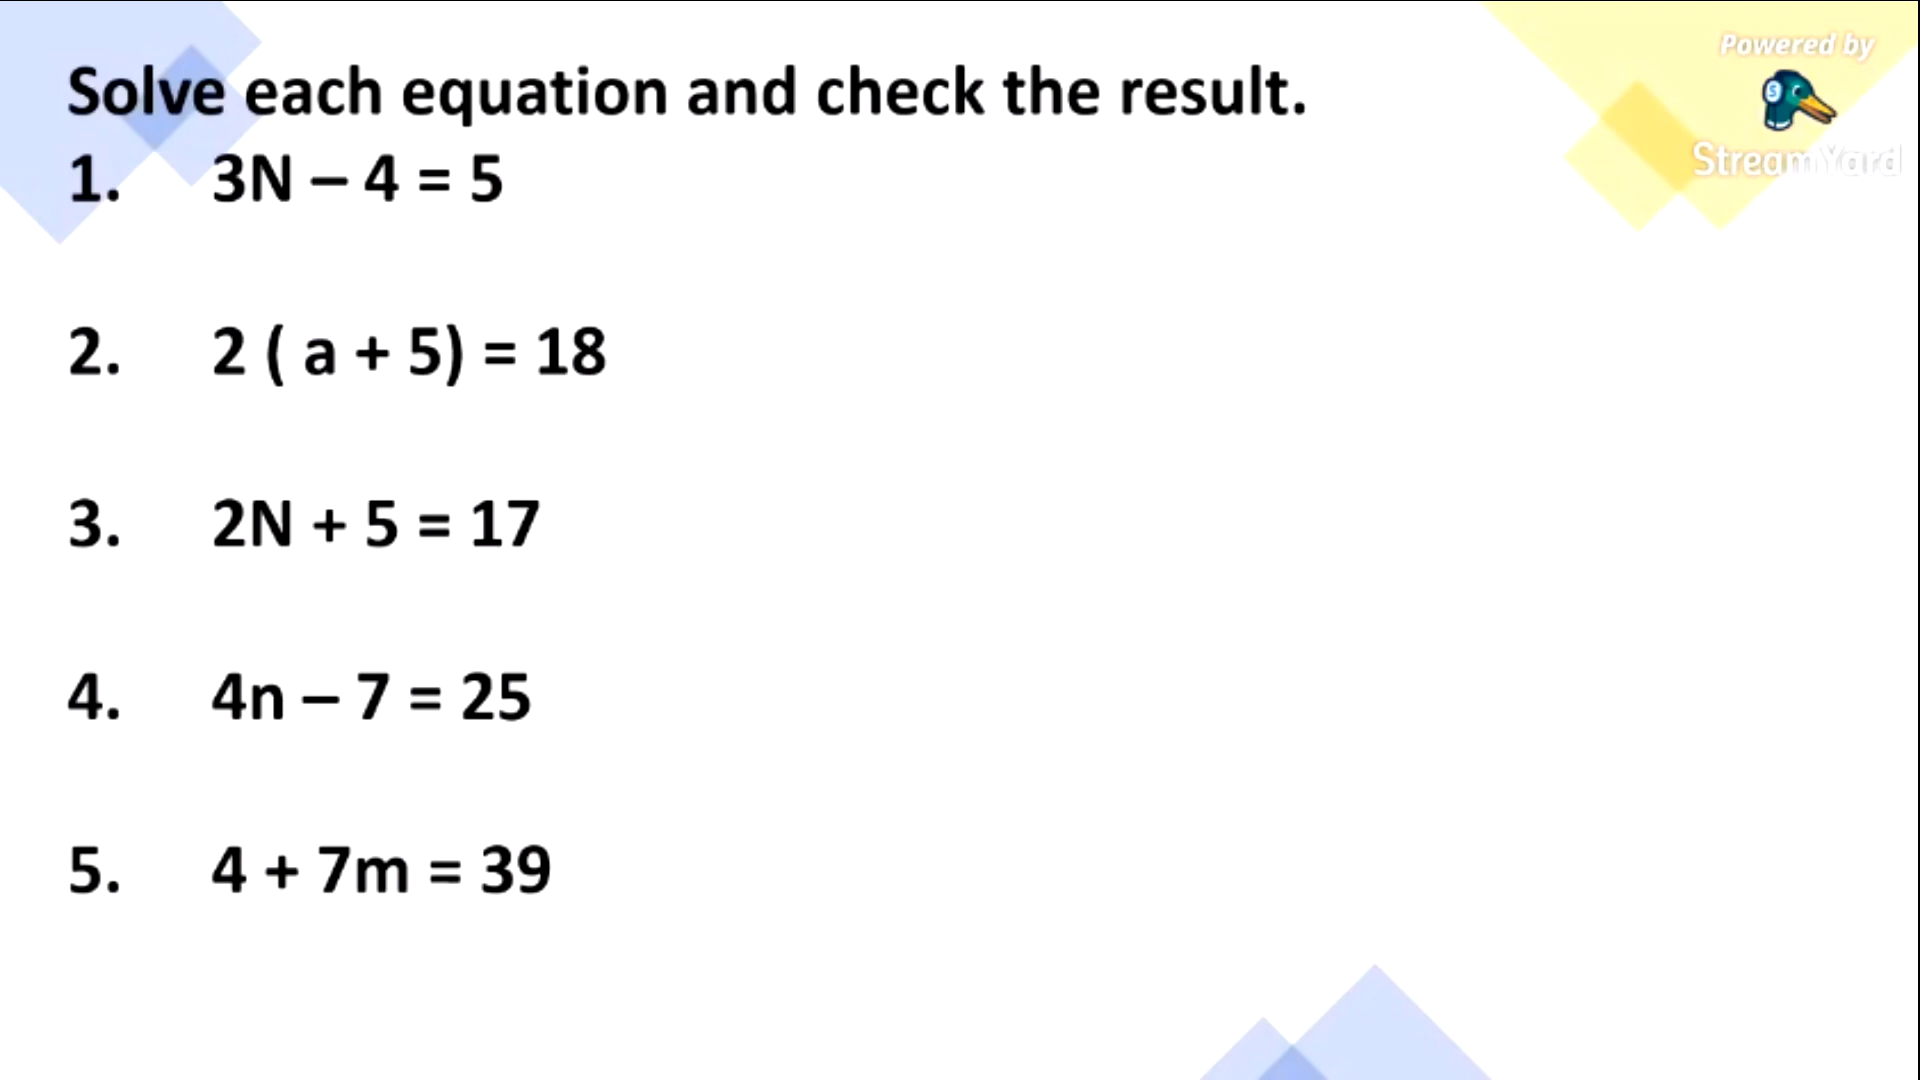 Solve each equation and check the result.
1. 3N – 4 = 5
2. 2 ( a + 5) = 18
3. 2N + 5 = 17
4. 4n – 7 = 25
5. 4 + 7m = 39
Powered by
S
StreamYard